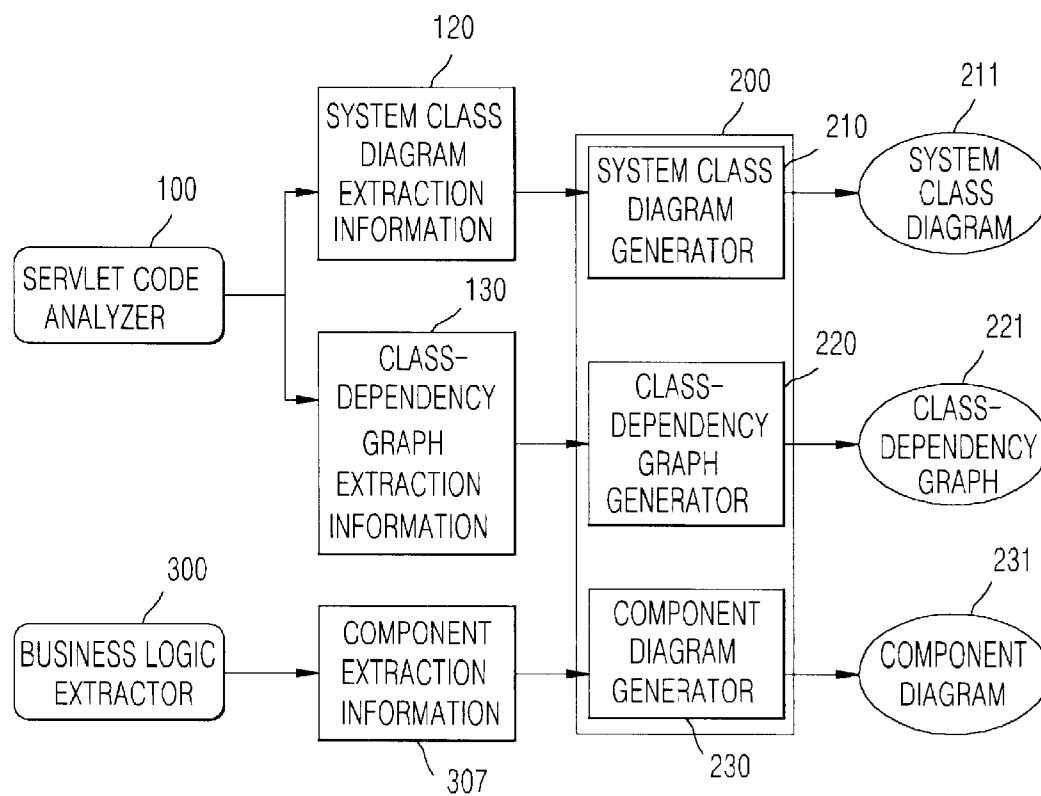 120
SYSTEM CLASS
DIAGRAM
EXTRACTION
INFORMATION
200
210
SYSTEM CLASS
DIAGRAM
GENERATOR
211
SYSTEM
CLASS
DIAGRAM
100
SERVLET CODE
ANALYZER
130
CLASS-
DEPENDENCY
GRAPH
EXTRACTION
INFORMATION
220
CLASS-
DEPENDENCY
GRAPH
GENERATOR
221
CLASS-
DEPENDENCY
GRAPH
300
BUSINESS LOGIC
EXTRACTOR
COMPONENT
EXTRACTION
INFORMATION
307
COMPONENT
DIAGRAM
GENERATOR
230
231
COMPONENT
DIAGRAM